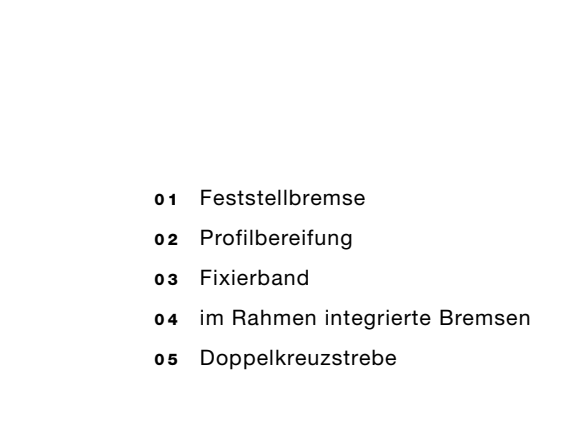 01 Feststellbremse
02 Profilbereifung
03 Fixierband
04 im Rahmen integrierte Bremsen
05 Doppelkreuzstrebe